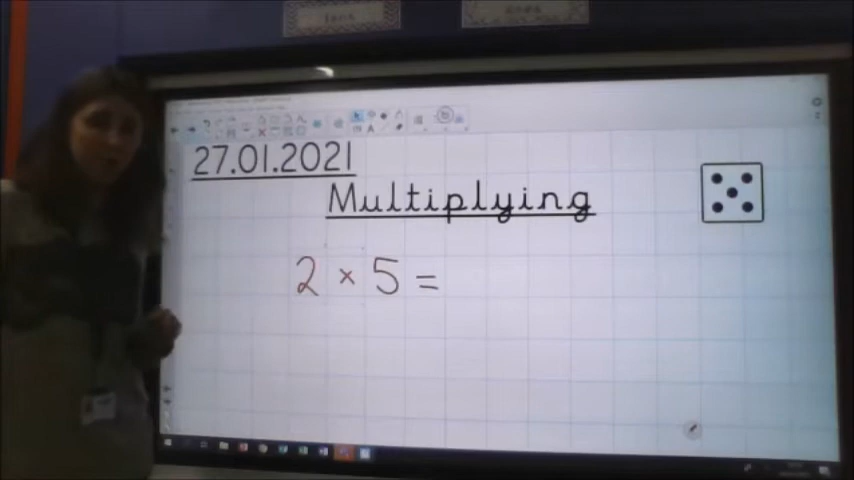 27.01.2021
Multiplying
2 × 5 =